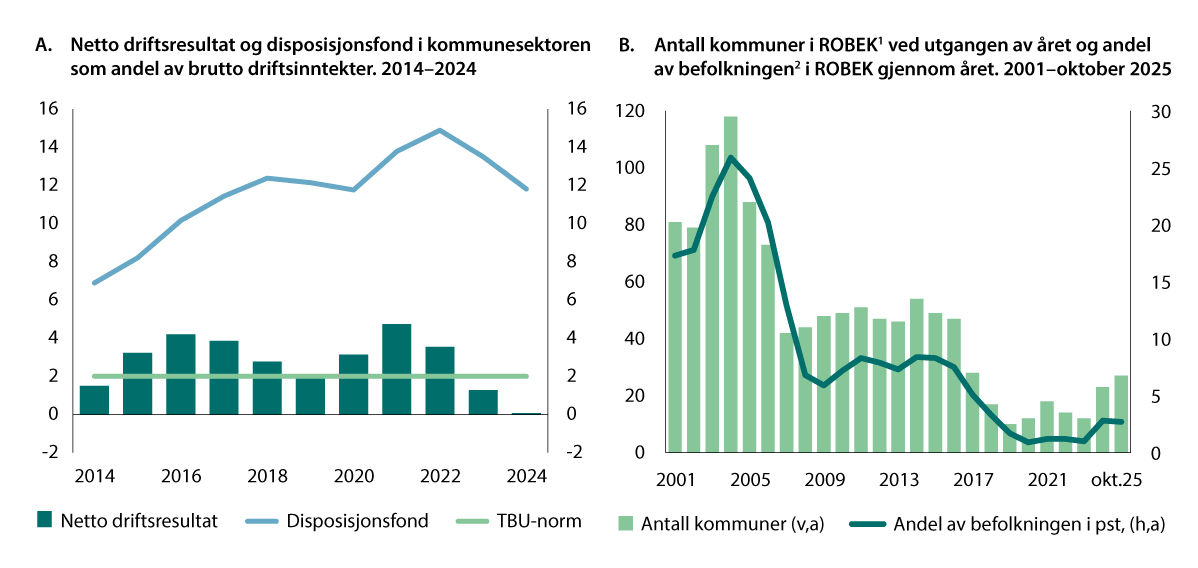 A. Netto driftsresultat og disposisjonsfond i kommunesektoren
som andel av brutto driftsinntekter. 2014–2024
16 16
14 14
12 12
10 10
8 8
6 6
4 4
2 2
0 0
-2 -2
2014 2016 2018 2020 2022 2024
Netto driftsresultat Disposisjonsfond TBU-norm
B. Antall kommuner i ROBEK¹ ved utgangen av året og andel
av befolkningen² i ROBEK gjennom året. 2001–oktober 2025
120 30
100 25
80 20
60 15
40 10
20 5
0 0
2001 2005 2009 2013 2017 2021 okt.25
Antall kommuner (v,a) Andel av befolkningen i pst, (h,a)